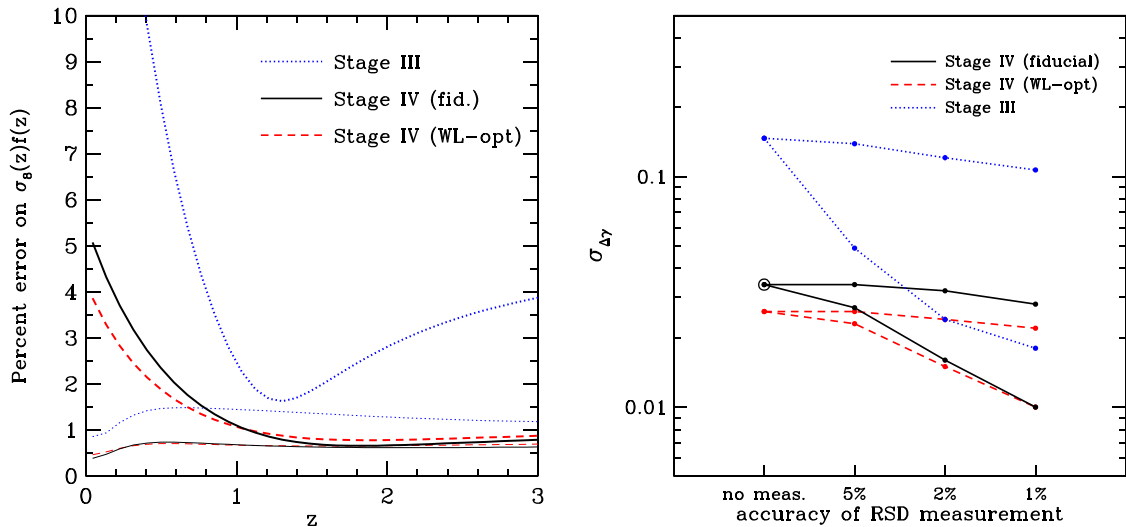 10
9
8
7
6
5
4
3
2
1
0
Percent error on σ₈(z)f(z)
Stage III
Stage IV (fid.)
Stage IV (WL-opt)
0
1
2
3
z
Stage IV (fiducial)
Stage IV (WL-opt)
Stage III
0.1
0.01
σΔγ
no meas.
5%
2%
1%
accuracy of RSD measurement